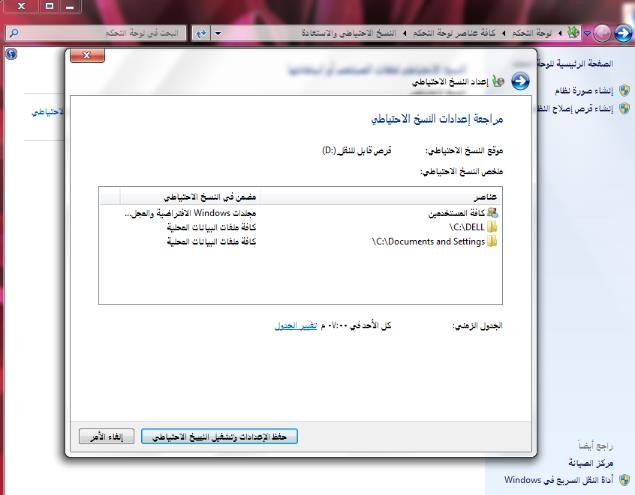 لوحة التحكم
كافة عناصر لوحة التحكم
النسخ الاحتياطي والاستعادة
البحث في لوحة التحكم
الصفحة الرئيسية للوحة
إنشاء صورة نظام
إنشاء قرص إصلاح النظا
إعداد النسخ الاحتياطي
مراجعة إعدادات النسخ الاحتياطي
موقع النسخ الاحتياطي: قرص قابل للنقل (D:)
ملخص النسخ الاحتياطي:
عناصر مضمن في النسخ الاحتياطي
كافة المستخدمين مجلدات Windows الافتراضية والمجل...
C:\DELL\ كافة ملفات البيانات المحلية
C:\Documents and Settings\ كافة ملفات البيانات المحلية
الجدول الزمني: كل الأحد في ٠٧:٠٠ م تغيير الجدول
حفظ الإعدادات وتشغيل النسخ الاحتياطي
إلغاء الأمر
راجع أيضاً
مركز الصيانة
أداة النقل السريع في Windows